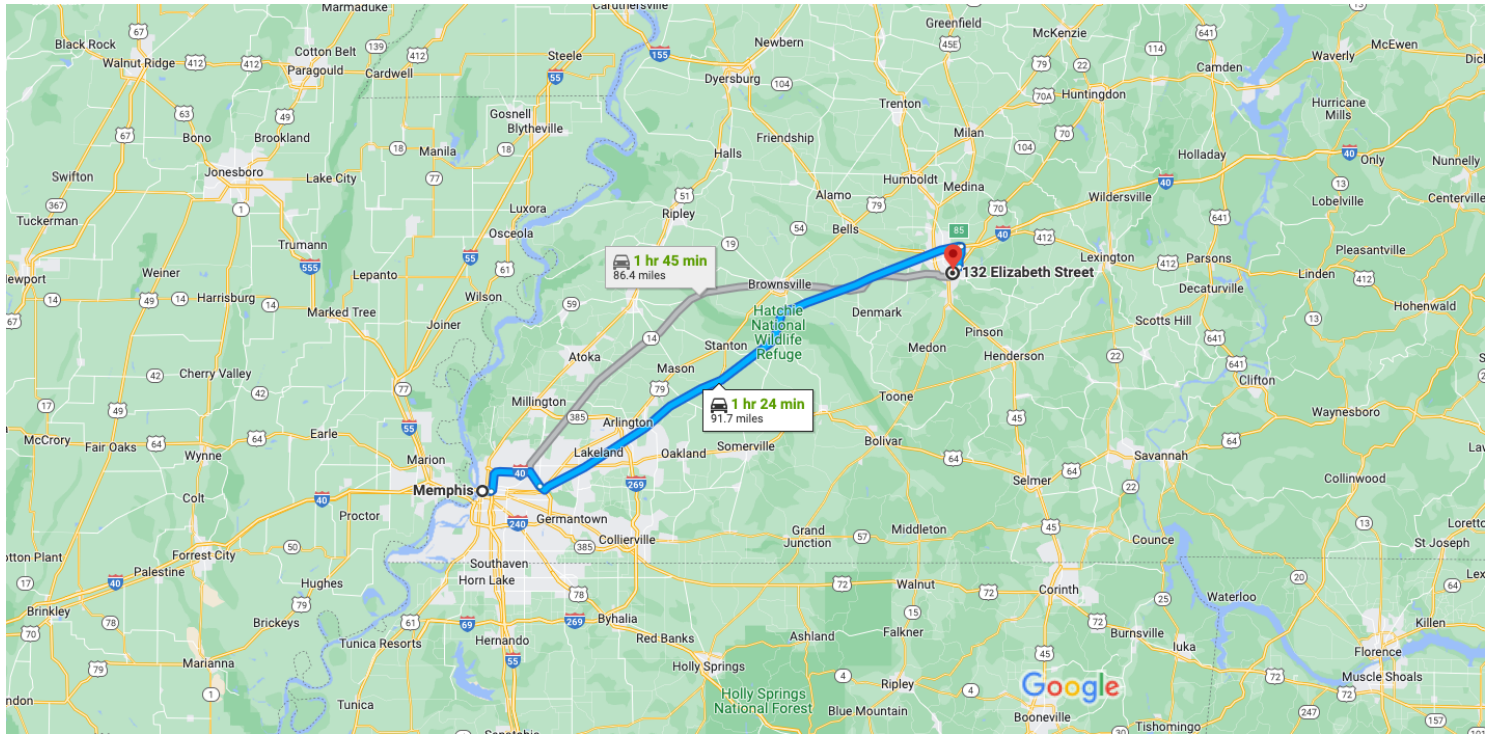 Marmaduke
Caruthersville
Greenfield
McKenzie
Black Rock
Walnut Ridge
Cotton Belt
Paragould
Cardwell
Steele
Newbern
Dyersburg
Camden
Waverly
McEwen
Huntingdon
Trenton
Hurricane
Mills
Gosnell
Blytheville
Bono
Brookland
Manila
Friendship
Milan
Halls
Holladay
Only
Nunnelly
Swifton
Jonesboro
Lake City
Humboldt
Medina
Alamo
Wildersville
Lobelville
Centerville
Tuckerman
Luxora
Ripley
Bells
Osceola
Trumann
Lexington
Parsons
Pleasantville
Linden
Weiner
Lepanto
1 hr 45 min
86.4 miles
132 Elizabeth Street
Brownsville
Decaturville
Hohenwald
Harrisburg
Wilson
Marked Tree
Joiner
Hatchie
National
Wildlife
Refuge
Denmark
Pinson
Scotts Hill
Stanton
Medon
Henderson
Atoka
Mason
Cherry Valley
Clifton
Millington
1 hr 24 min
91.7 miles
Toone
Waynesboro
Arlington
McCrory
Fair Oaks
Wynne
Earle
Marion
Lakeland
Oakland
Somerville
Bolivar
Savannah
Selmer
Collinwood
Memphis
Colt
Proctor
Germantown
Collierville
Grand
Junction
Middleton
Counce
Loretto
St Joseph
Forrest City
Palestine
Hughes
Southaven
Horn Lake
Walnut
Corinth
Waterloo
Brinkley
Brickeys
Byhalia
Tunica Resorts
Hernando
Red Banks
Ashland
Falkner
Burnsville
Iuka
Killen
Florence
Marianna
Holly Springs
Muscle Shoals
Ripley
Google
Tunica
Holly Springs
National Forest
Blue Mountain
Booneville
Tishomingo